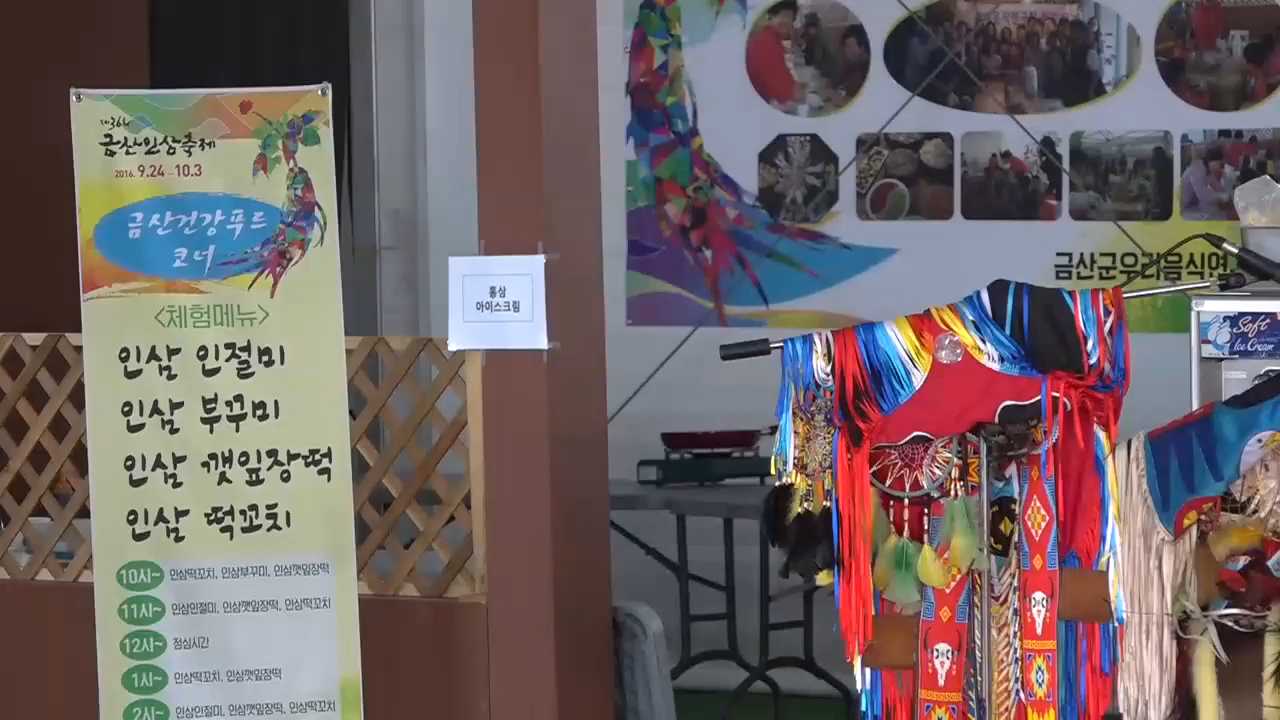 제36회
금산인삼축제
2016. 9.24 - 10.3
금산건강푸드
코너
<체험메뉴>
인삼 인절미
인삼 부꾸미
인삼 깻잎장떡
인삼 떡꼬치
10시~ 인삼떡꼬치, 인삼부꾸미, 인삼깻잎장떡
11시~ 인삼인절미, 인삼깻잎장떡, 인삼떡꼬치
12시~ 점심시간
1시~ 인삼떡꼬치, 인삼깻잎장떡
2시~ 인삼인절미, 인삼깻잎장떡, 인삼떡꼬치
홍삼
아이스크림
금산군우리음식연
Soft
Ice Cream